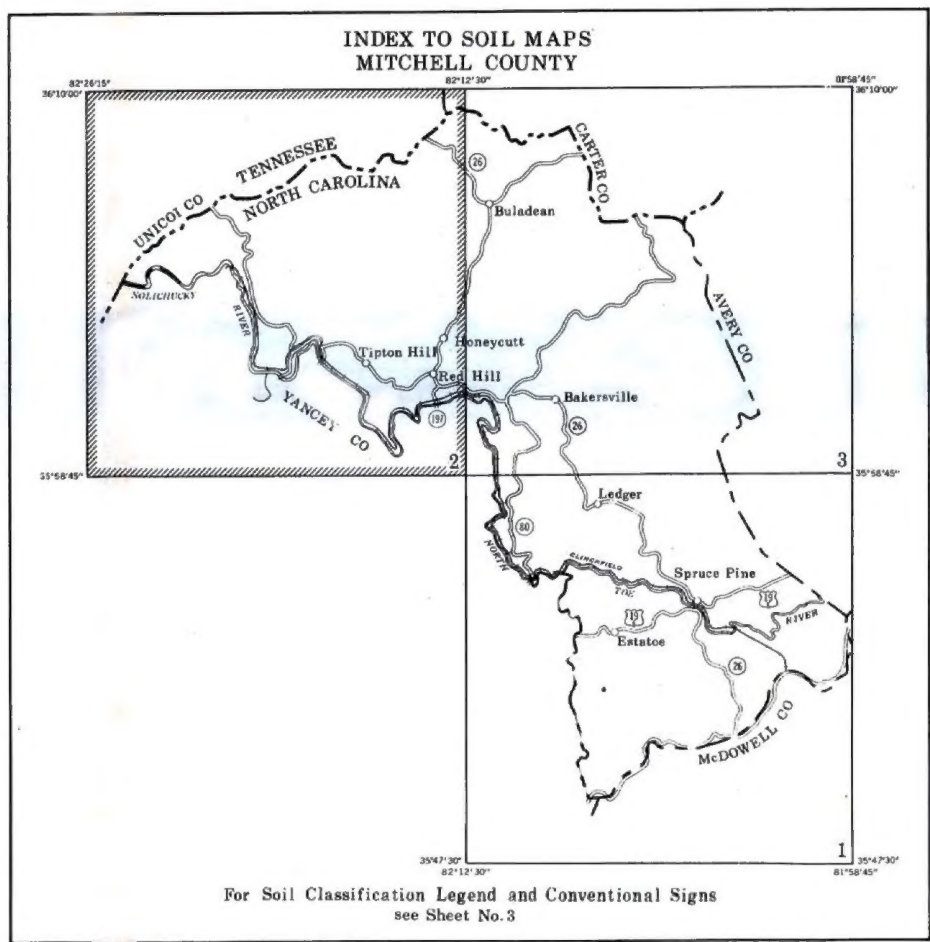 INDEX TO SOIL MAPS
MITCHELL COUNTY
82°26'15"
82°12'30"
81°58'45"
36°10'00"
36°10'00"
TENNESSEE
NORTH CAROLINA
UNICOI CO
CARTER CO
26
Buladean
NOLICHUCKY
RIVER
AVERY CO
Honeycutt
Tipton Hill
Red Hill
YANCEY CO
197
Bakersville
26
2
3
35°58'45"
35°58'45"
Ledger
80
NORTH
CLINCHFIELD
TOE
Spruce Pine
19
19
RIVER
Estatoe
26
McDOWELL CO
1
35°47'30"
35°47'30"
82°12'30"
81°58'45"
For Soil Classification Legend and Conventional Signs
see Sheet No. 3